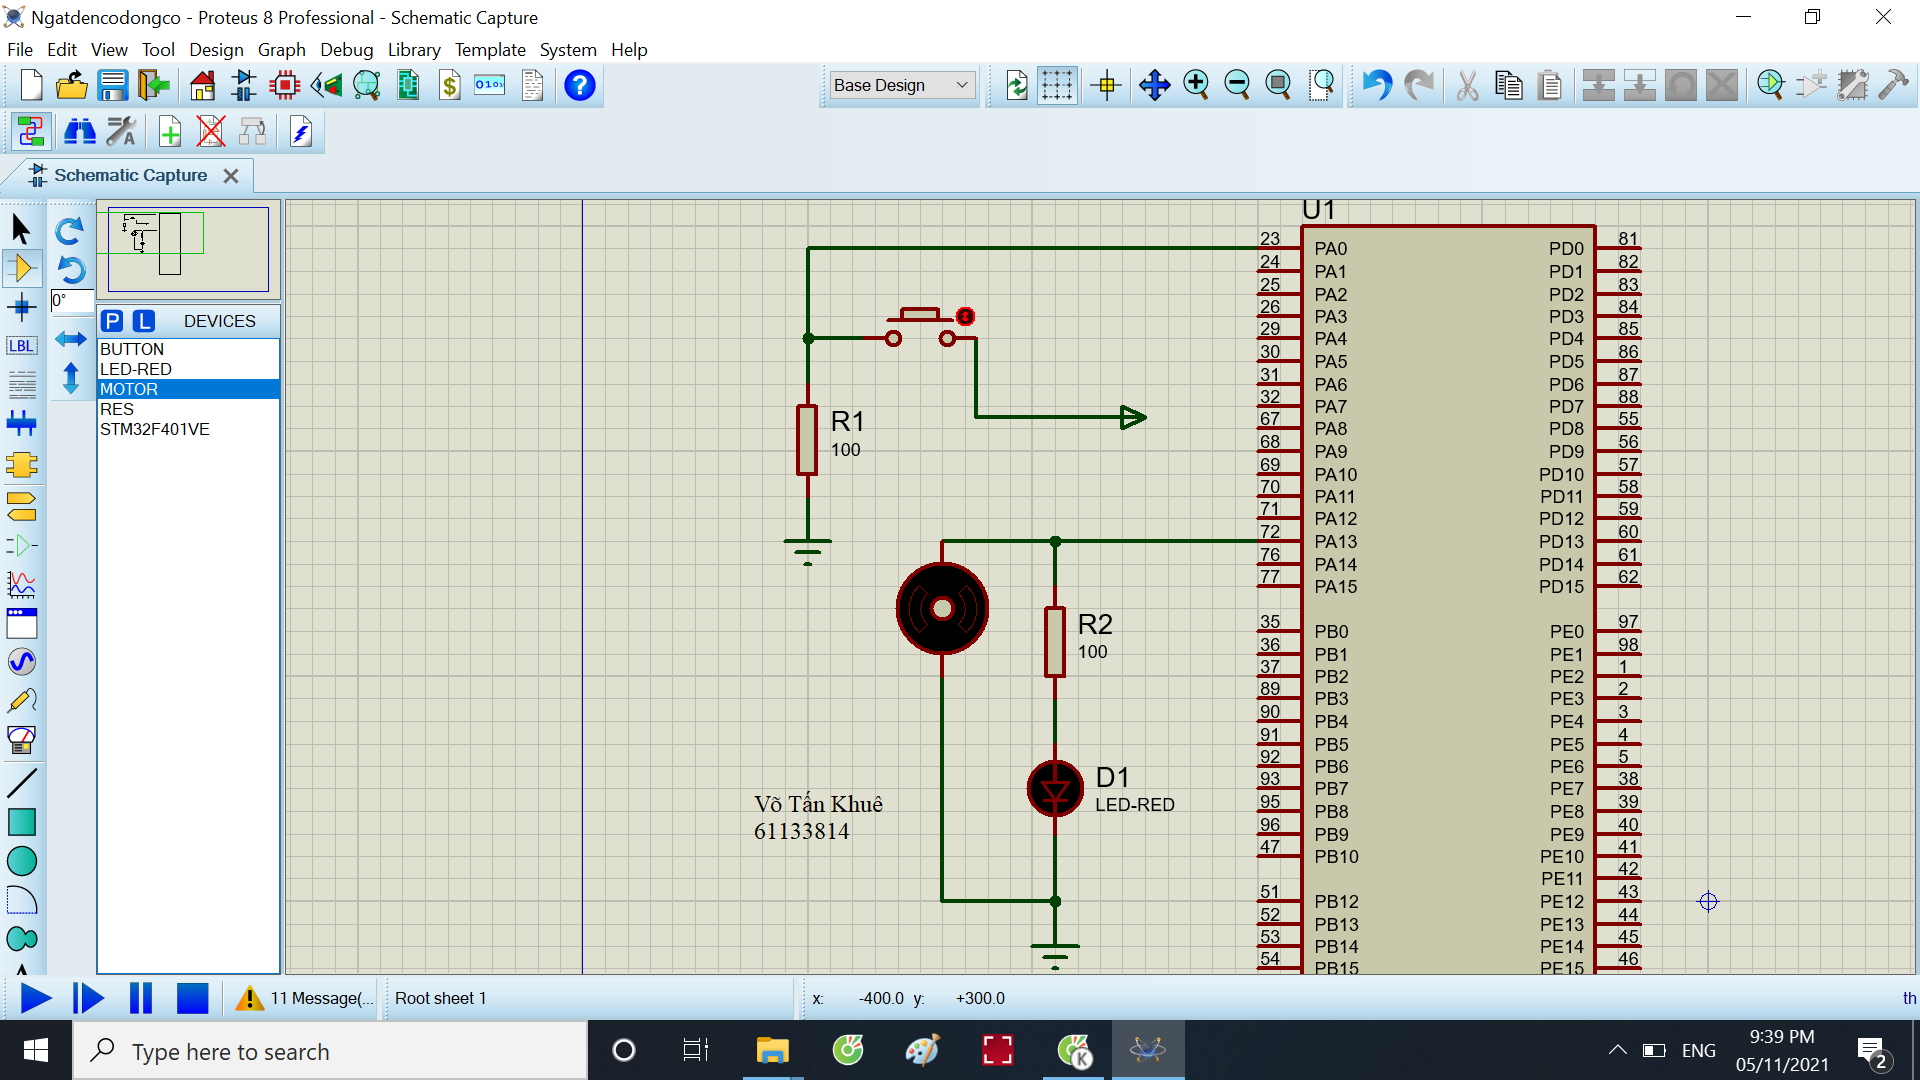 Ngatdencodongco - Proteus 8 Professional - Schematic Capture
File Edit View Tool Design Graph Debug Library Template System Help
Base Design
Schematic Capture
0°
P L DEVICES
BUTTON
LED-RED
MOTOR
RES
STM32F401VE
LBL
U1
23 PA0 PD0 81
24 PA1 PD1 82
25 PA2 PD2 83
26 PA3 PD3 84
29 PA4 PD4 85
30 PA5 PD5 86
31 PA6 PD6 87
32 PA7 PD7 88
67 PA8 PD8 55
68 PA9 PD9 56
69 PA10 PD10 57
70 PA11 PD11 58
71 PA12 PD12 59
72 PA13 PD13 60
76 PA14 PD14 61
77 PA15 PD15 62
35 PB0 PE0 97
36 PB1 PE1 98
37 PB2 PE2 1
89 PB3 PE3 2
90 PB4 PE4 3
91 PB5 PE5 4
92 PB6 PE6 5
93 PB7 PE7 38
95 PB8 PE8 39
96 PB9 PE9 40
47 PB10 PE10 41
PE11 42
51 PB12 PE12 43
52 PB13 PE13 44
53 PB14 PE14 45
54 PB15 PE15 46
R1
100
R2
100
D1
LED-RED
Võ Tấn Khuê
61133814
11 Message(...
Root sheet 1
x: -400.0 y: +300.0
th
Type here to search
K
ENG
9:39 PM
05/11/2021
2